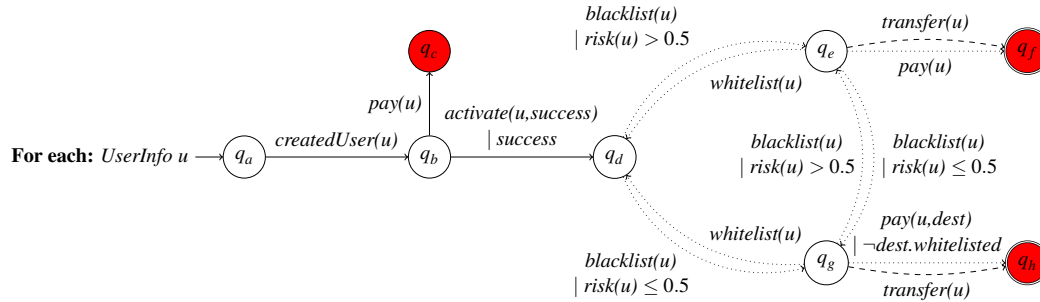 blacklist(u)
| risk(u) > 0.5
q_e
transfer(u)
q_f
pay(u)
q_c
whitelist(u)
pay(u)
activate(u,success)
| success
For each: UserInfo u
q_a
createdUser(u)
q_b
q_d
blacklist(u)
| risk(u) > 0.5
blacklist(u)
| risk(u) ≤ 0.5
whitelist(u)
pay(u,dest)
| ¬dest.whitelisted
blacklist(u)
| risk(u) ≤ 0.5
q_g
q_h
transfer(u)